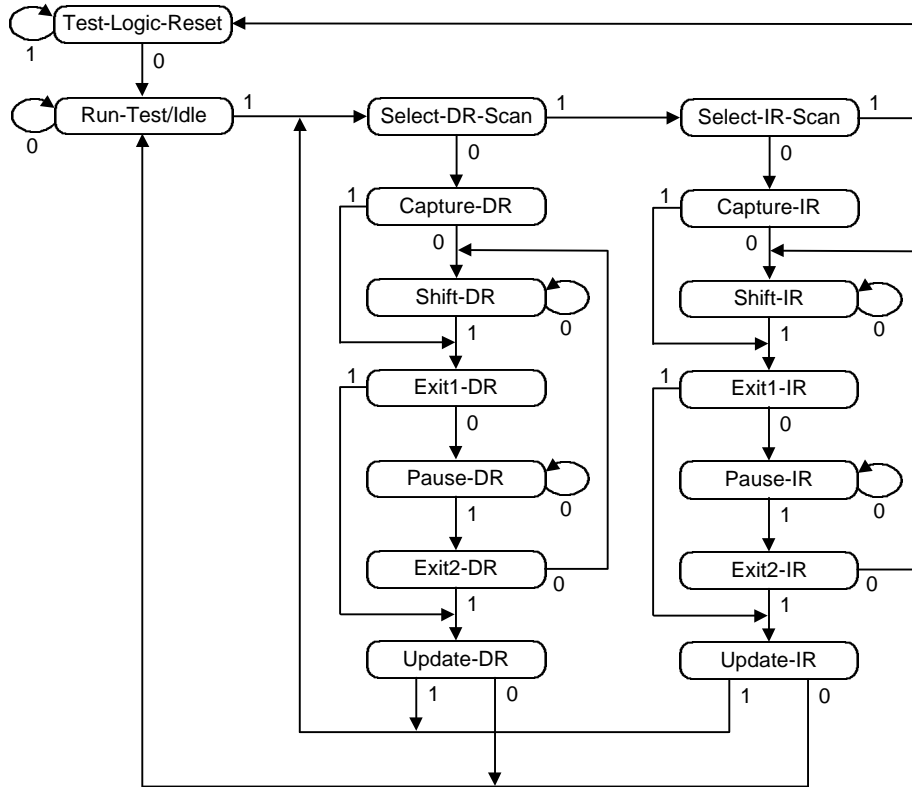 Test-Logic-Reset
1
0
Run-Test/Idle
1
0
Select-DR-Scan
1
0
Select-IR-Scan
1
0
Capture-DR
1
0
Shift-DR
0
1
Exit1-DR
1
0
Pause-DR
0
1
Exit2-DR
0
1
Update-DR
1
0
Capture-IR
1
0
Shift-IR
0
1
Exit1-IR
1
0
Pause-IR
0
1
Exit2-IR
0
1
Update-IR
1
0